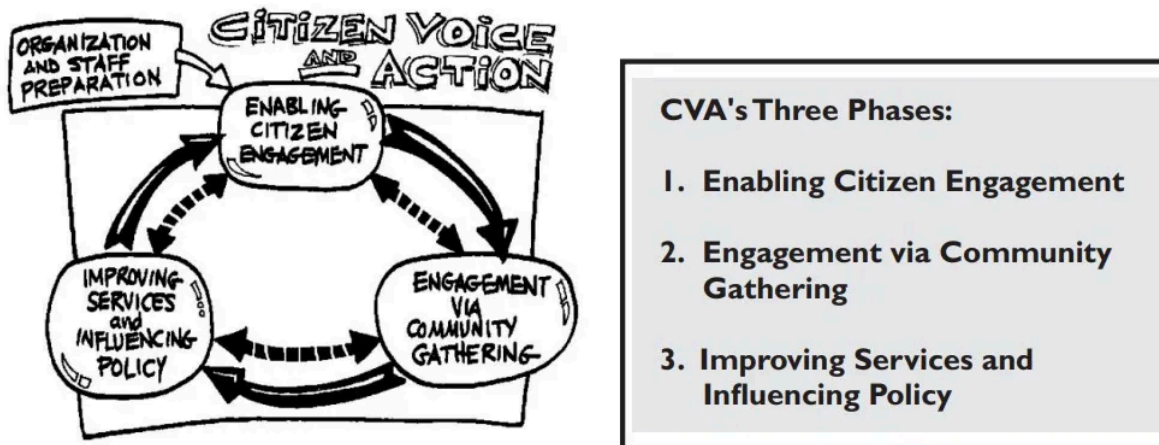 CITIZEN VOICE
AND ACTION
ORGANIZATION
AND STAFF
PREPARATION
ENABLING
CITIZEN
ENGAGEMENT
IMPROVING
SERVICES
and
INFLUENCING
POLICY
ENGAGEMENT
VIA
COMMUNITY
GATHERING
CVA's Three Phases:
1. Enabling Citizen Engagement
2. Engagement via Community
Gathering
3. Improving Services and
Influencing Policy